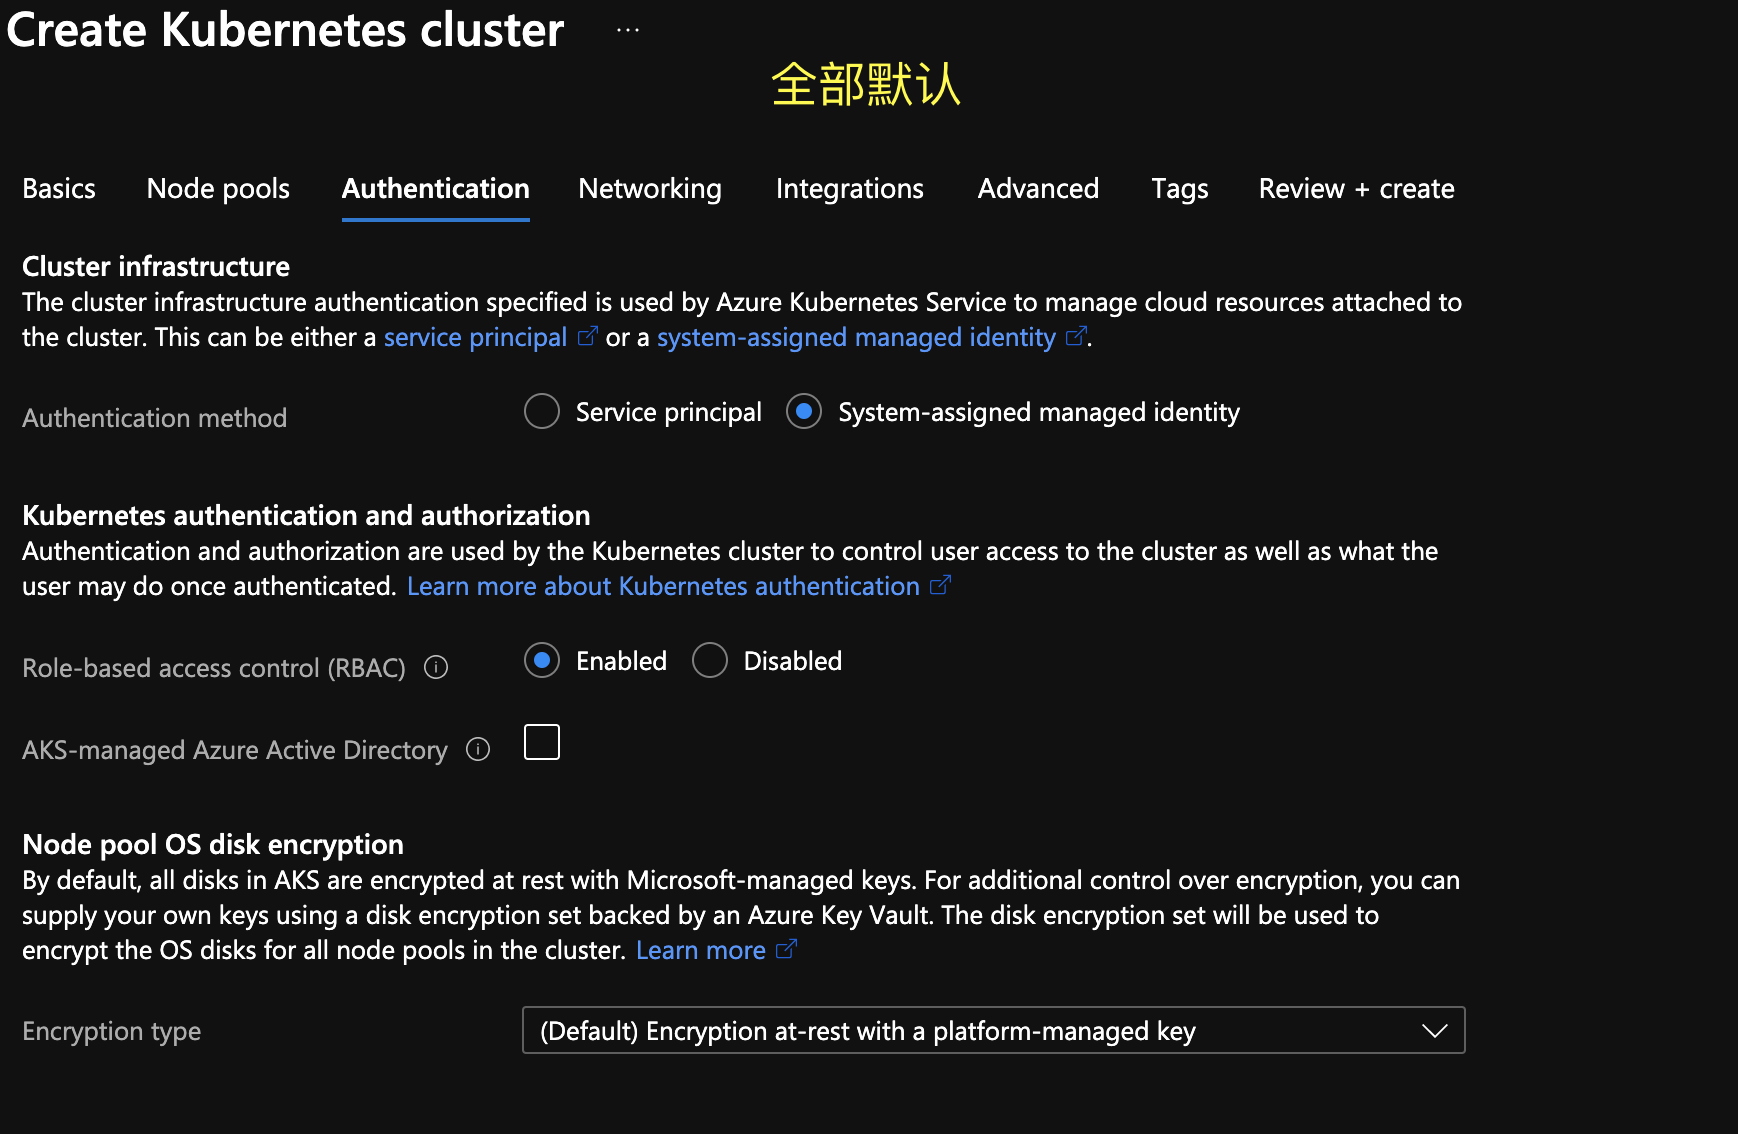 Create Kubernetes cluster ...
全部默认
Basics Node pools Authentication Networking Integrations Advanced Tags Review + create
Cluster infrastructure
The cluster infrastructure authentication specified is used by Azure Kubernetes Service to manage cloud resources attached to
the cluster. This can be either a service principal or a system-assigned managed identity.
Authentication method Service principal System-assigned managed identity
Kubernetes authentication and authorization
Authentication and authorization are used by the Kubernetes cluster to control user access to the cluster as well as what the
user may do once authenticated. Learn more about Kubernetes authentication
Role-based access control (RBAC) Enabled Disabled
AKS-managed Azure Active Directory
Node pool OS disk encryption
By default, all disks in AKS are encrypted at rest with Microsoft-managed keys. For additional control over encryption, you can
supply your own keys using a disk encryption set backed by an Azure Key Vault. The disk encryption set will be used to
encrypt the OS disks for all node pools in the cluster. Learn more
Encryption type (Default) Encryption at-rest with a platform-managed key